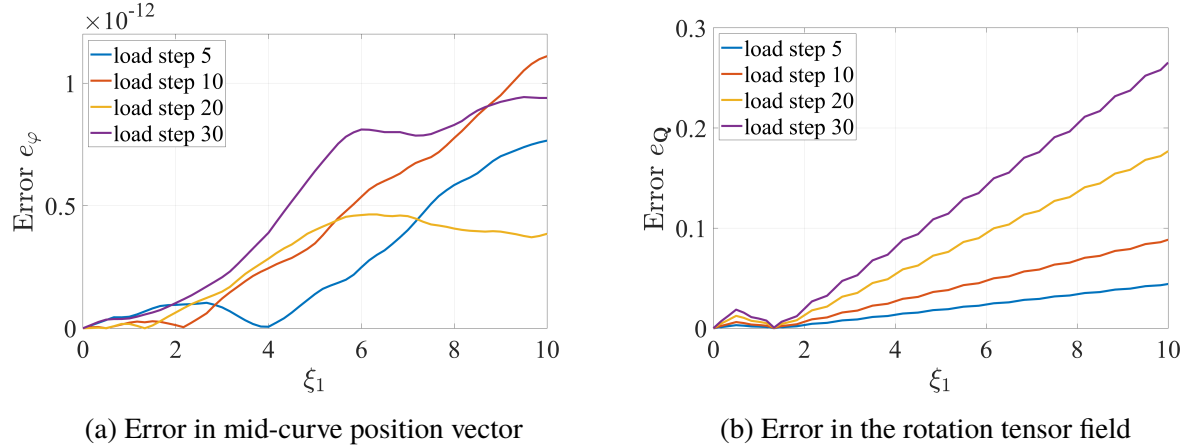 ×10⁻¹²
Error e_φ
1
0.5
0
load step 5
load step 10
load step 20
load step 30
0 2 4 6 8 10
ξ₁
(a) Error in mid-curve position vector
Error e_Q
0.3
0.2
0.1
0
load step 5
load step 10
load step 20
load step 30
0 2 4 6 8 10
ξ₁
(b) Error in the rotation tensor field